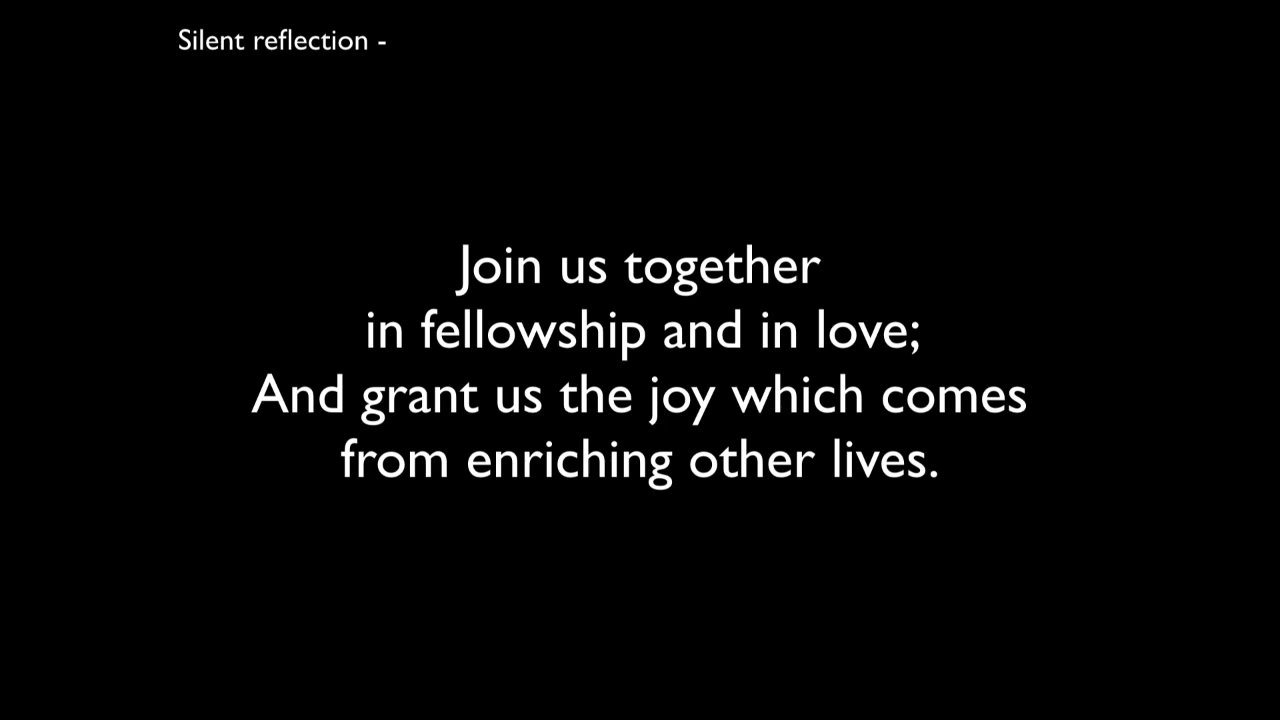 Silent reflection -
Join us together
in fellowship and in love;
And grant us the joy which comes
from enriching other lives.